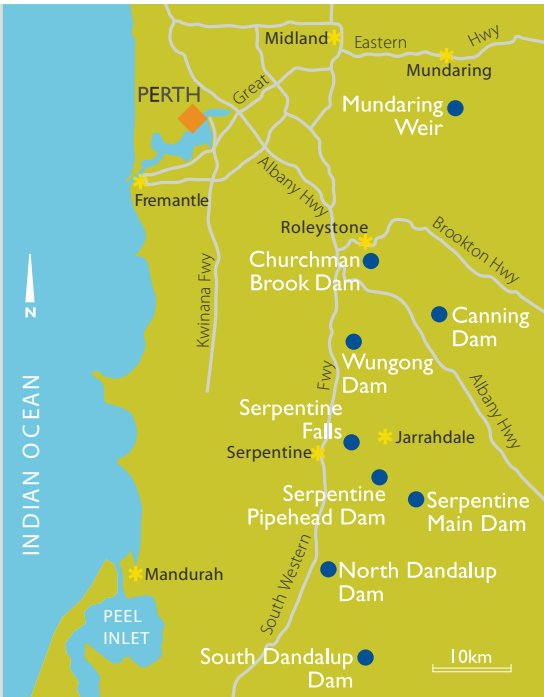 Midland
Eastern
Hwy
Mundaring
PERTH
Great
Mundaring
Weir
Fremantle
Albany Hwy
Roleystone
Brookton Hwy
Churchman
Brook Dam
Kwinana Fwy
N
Canning
Dam
Wungong
Dam
Fwy
Albany Hwy
INDIAN OCEAN
Serpentine
Falls
Jarrahdale
Serpentine
Serpentine
Pipehead Dam
Serpentine
Main Dam
South Western
North Dandalup
Dam
Mandurah
PEEL
INLET
South Dandalup
Dam
10km